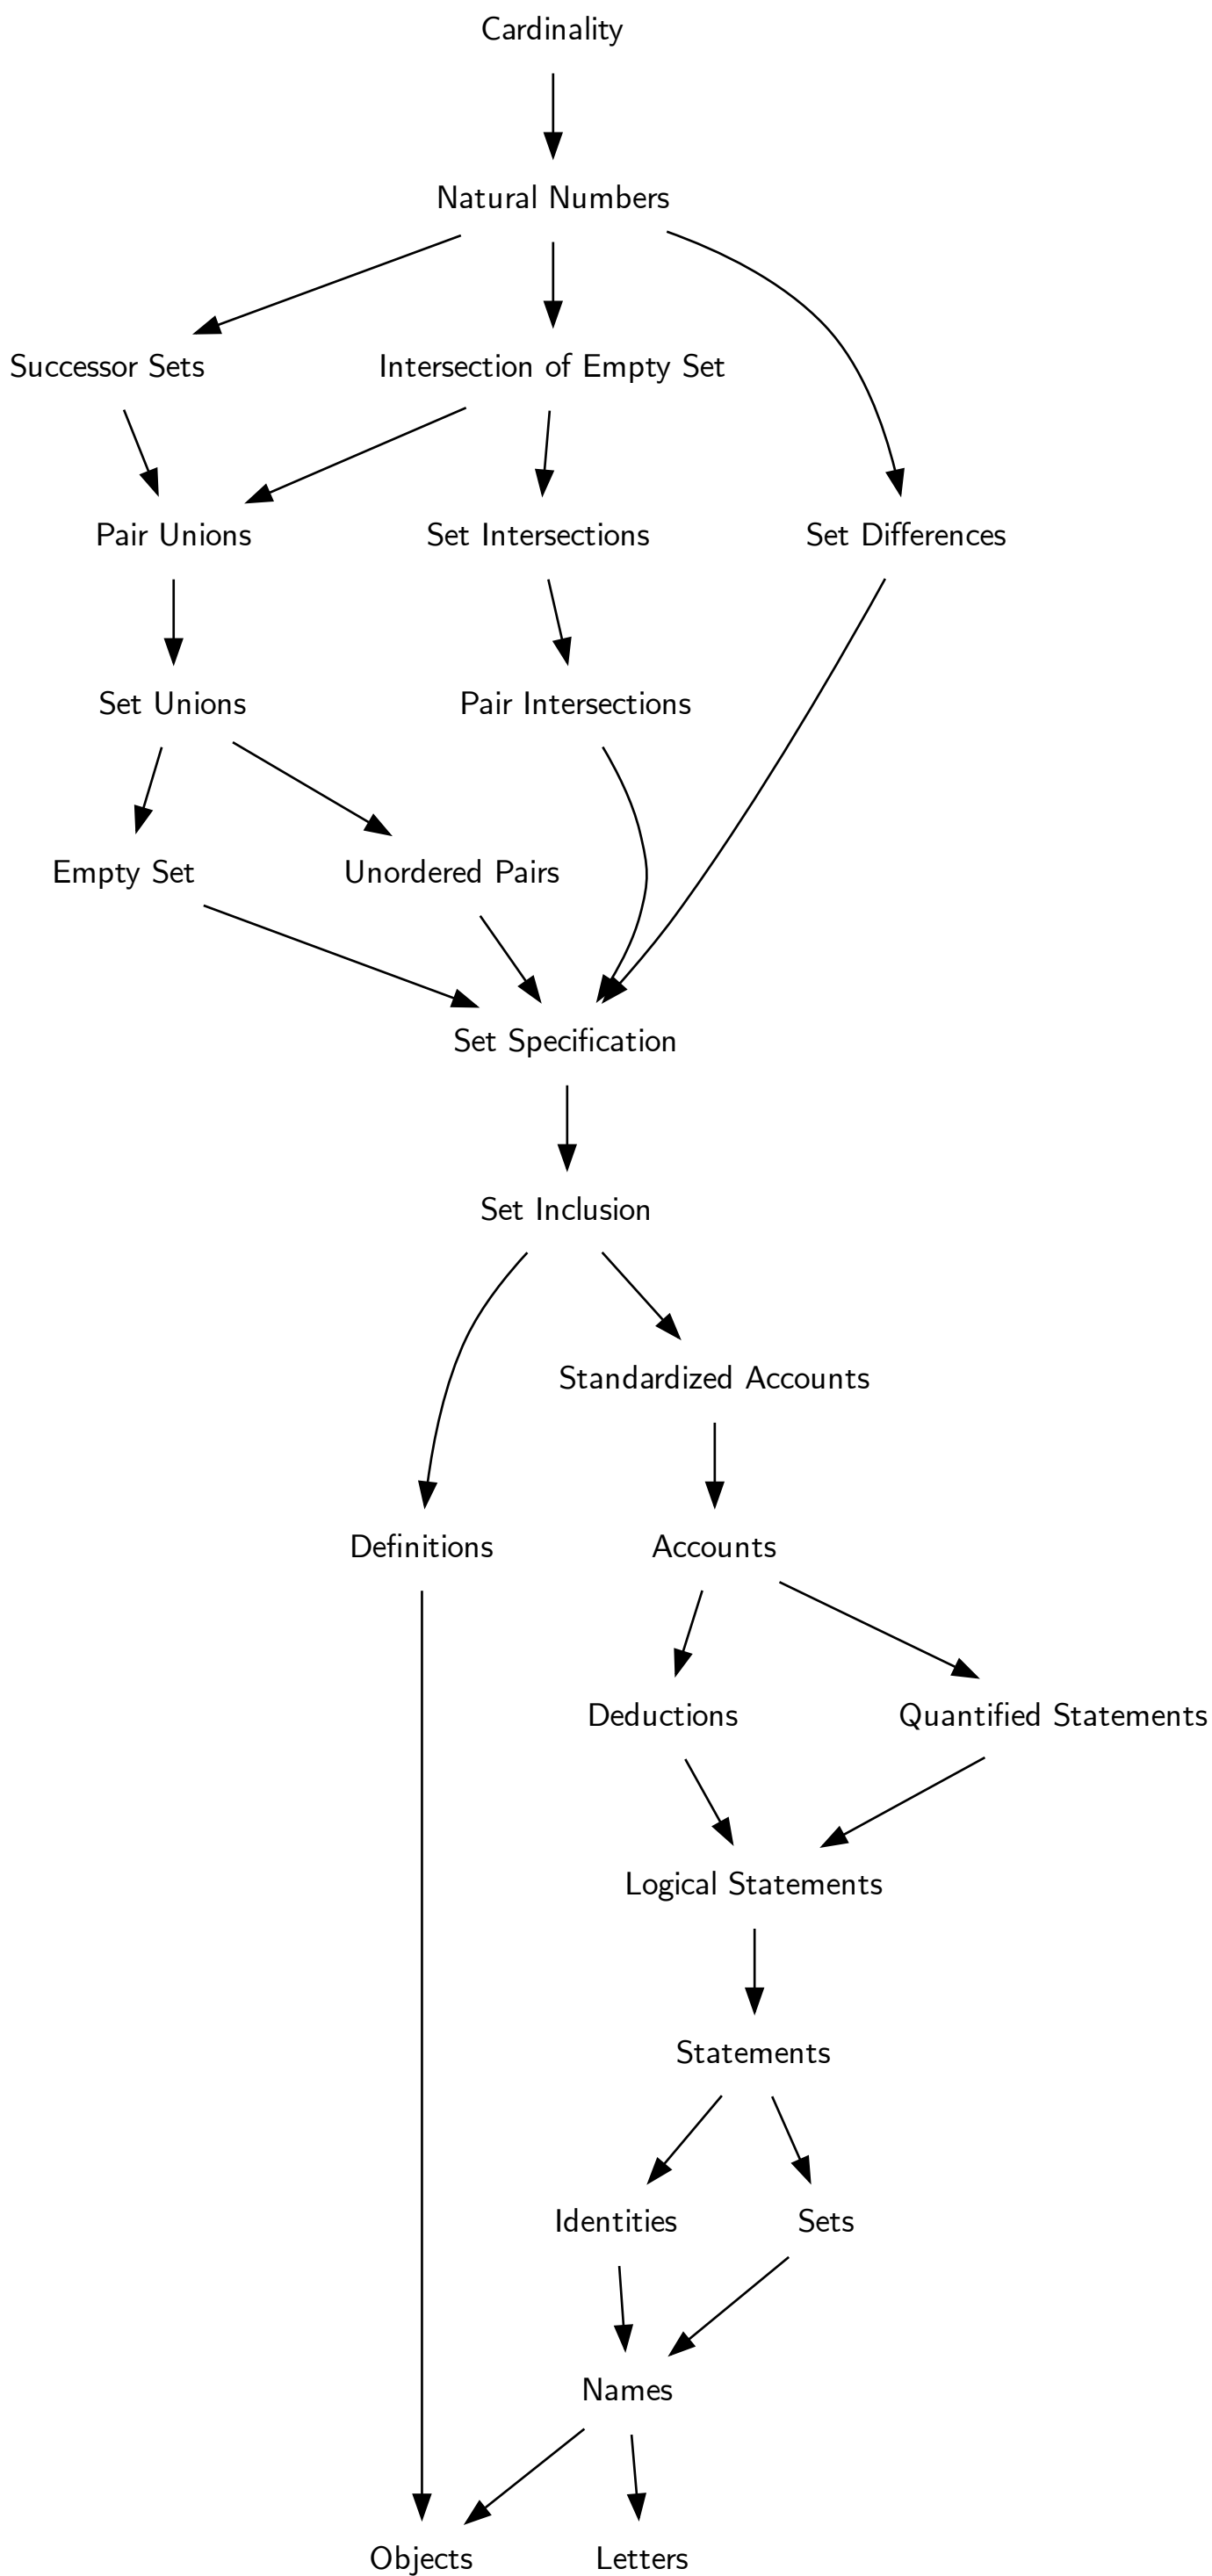 Cardinality
Natural Numbers
Successor Sets
Intersection of Empty Set
Pair Unions
Set Intersections
Set Differences
Set Unions
Pair Intersections
Empty Set
Unordered Pairs
Set Specification
Set Inclusion
Standardized Accounts
Definitions
Accounts
Deductions
Quantified Statements
Logical Statements
Statements
Identities
Sets
Names
Objects
Letters